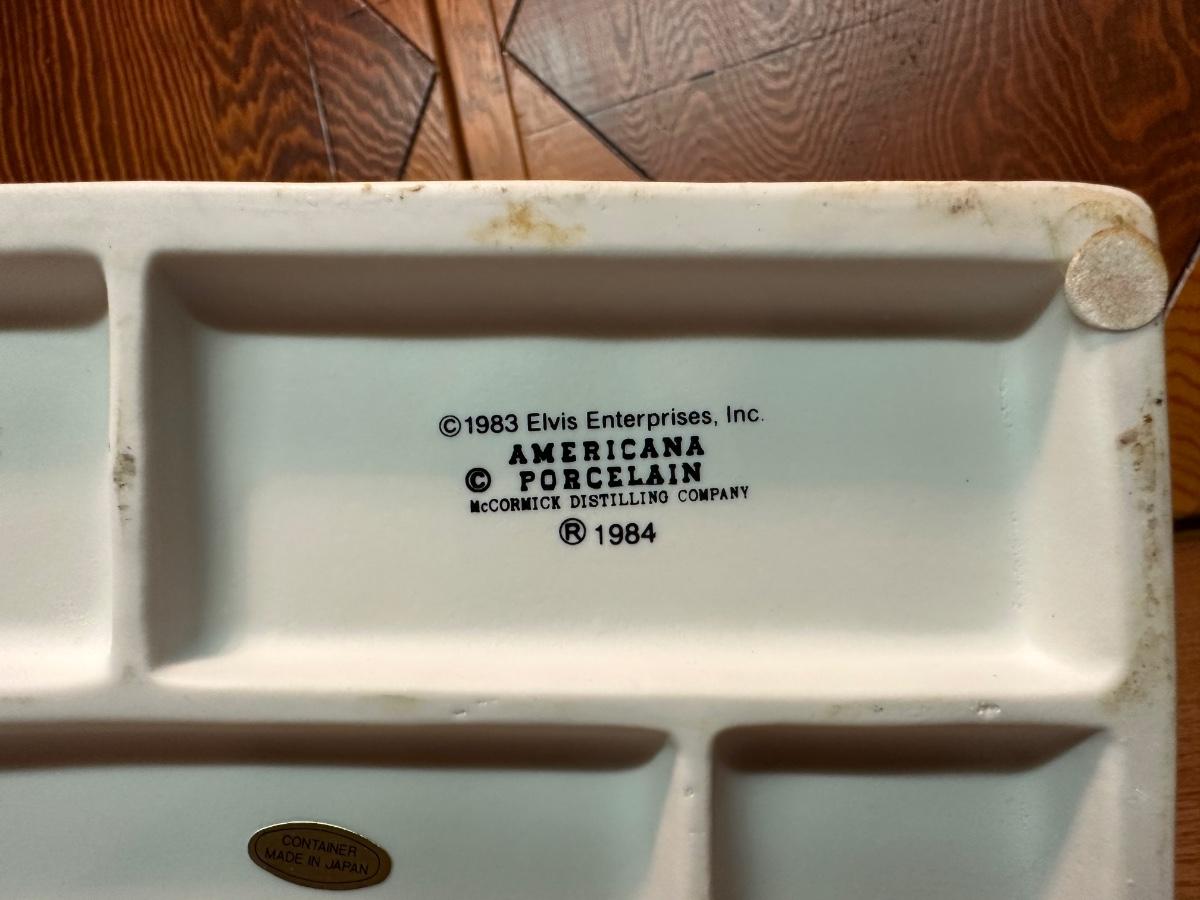 ©1983 Elvis Enterprises, Inc.
AMERICANA
© PORCELAIN
McCORMICK DISTILLING COMPANY
® 1984
CONTAINER
MADE IN JAPAN